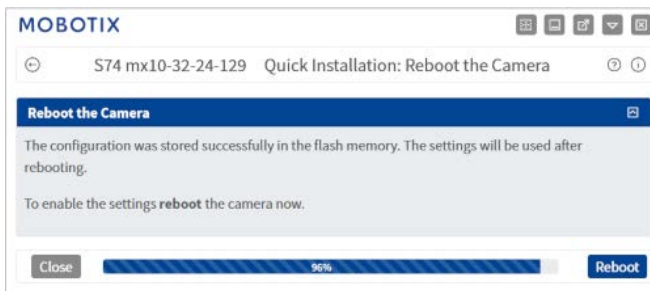 MOBOTIX
S74 mx10-32-24-129 Quick Installation: Reboot the Camera
Reboot the Camera
The configuration was stored successfully in the flash memory. The settings will be used after
rebooting.
To enable the settings reboot the camera now.
Close 96% Reboot